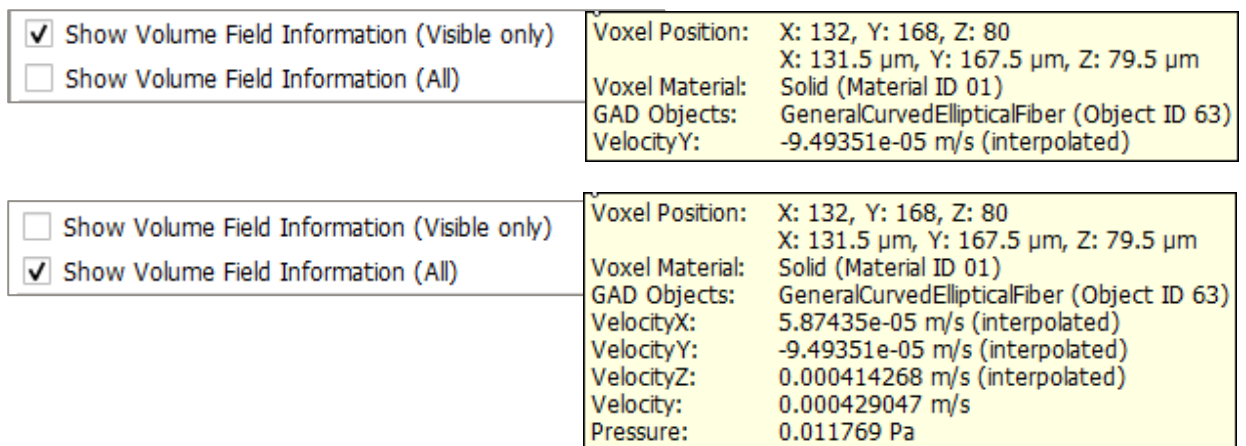 Show Volume Field Information (Visible only)
Show Volume Field Information (All)
Voxel Position: X: 132, Y: 168, Z: 80
X: 131.5 µm, Y: 167.5 µm, Z: 79.5 µm
Voxel Material: Solid (Material ID 01)
GAD Objects: GeneralCurvedEllipticalFiber (Object ID 63)
VelocityY: -9.49351e-05 m/s (interpolated)
Show Volume Field Information (Visible only)
Show Volume Field Information (All)
Voxel Position: X: 132, Y: 168, Z: 80
X: 131.5 µm, Y: 167.5 µm, Z: 79.5 µm
Voxel Material: Solid (Material ID 01)
GAD Objects: GeneralCurvedEllipticalFiber (Object ID 63)
VelocityX: 5.87435e-05 m/s (interpolated)
VelocityY: -9.49351e-05 m/s (interpolated)
VelocityZ: 0.000414268 m/s (interpolated)
Velocity: 0.000429047 m/s
Pressure: 0.011769 Pa